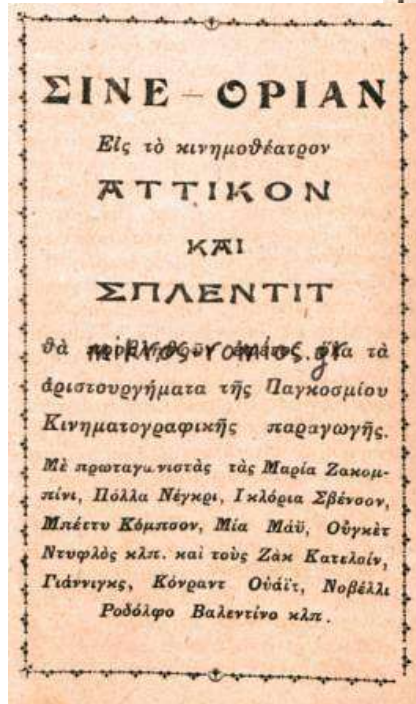 ΣΙΝΕ – ΟΡΙΑΝ
Εἰς τὸ κινημοθέατρον
ΑΤΤΙΚΟΝ
ΚΑΙ
ΣΠΛΕΝΤΙΤ
θὰ τὰ
ἀριστουργήματα τῆς Παγκοσμίου
Κινηματογραφικῆς παραγωγῆς.
Μὲ πρωταγωνιστὰς τὰς Μαρία Ζακομ-
πίνι, Πόλλα Νέγκρι, Ικλόρια Σβένσον,
Μπέττυ Κόμπσον, Μία Μάϋ, Οὐγκὲτ
Ντυφλὸς κλπ. καὶ τοὺς Ζὰκ Κατελαίν,
Γιάννιγκς, Κόνραντ Οὐάϊτ, Νοβέλλι
Ροδόλφο Βαλεντίνο κλπ.